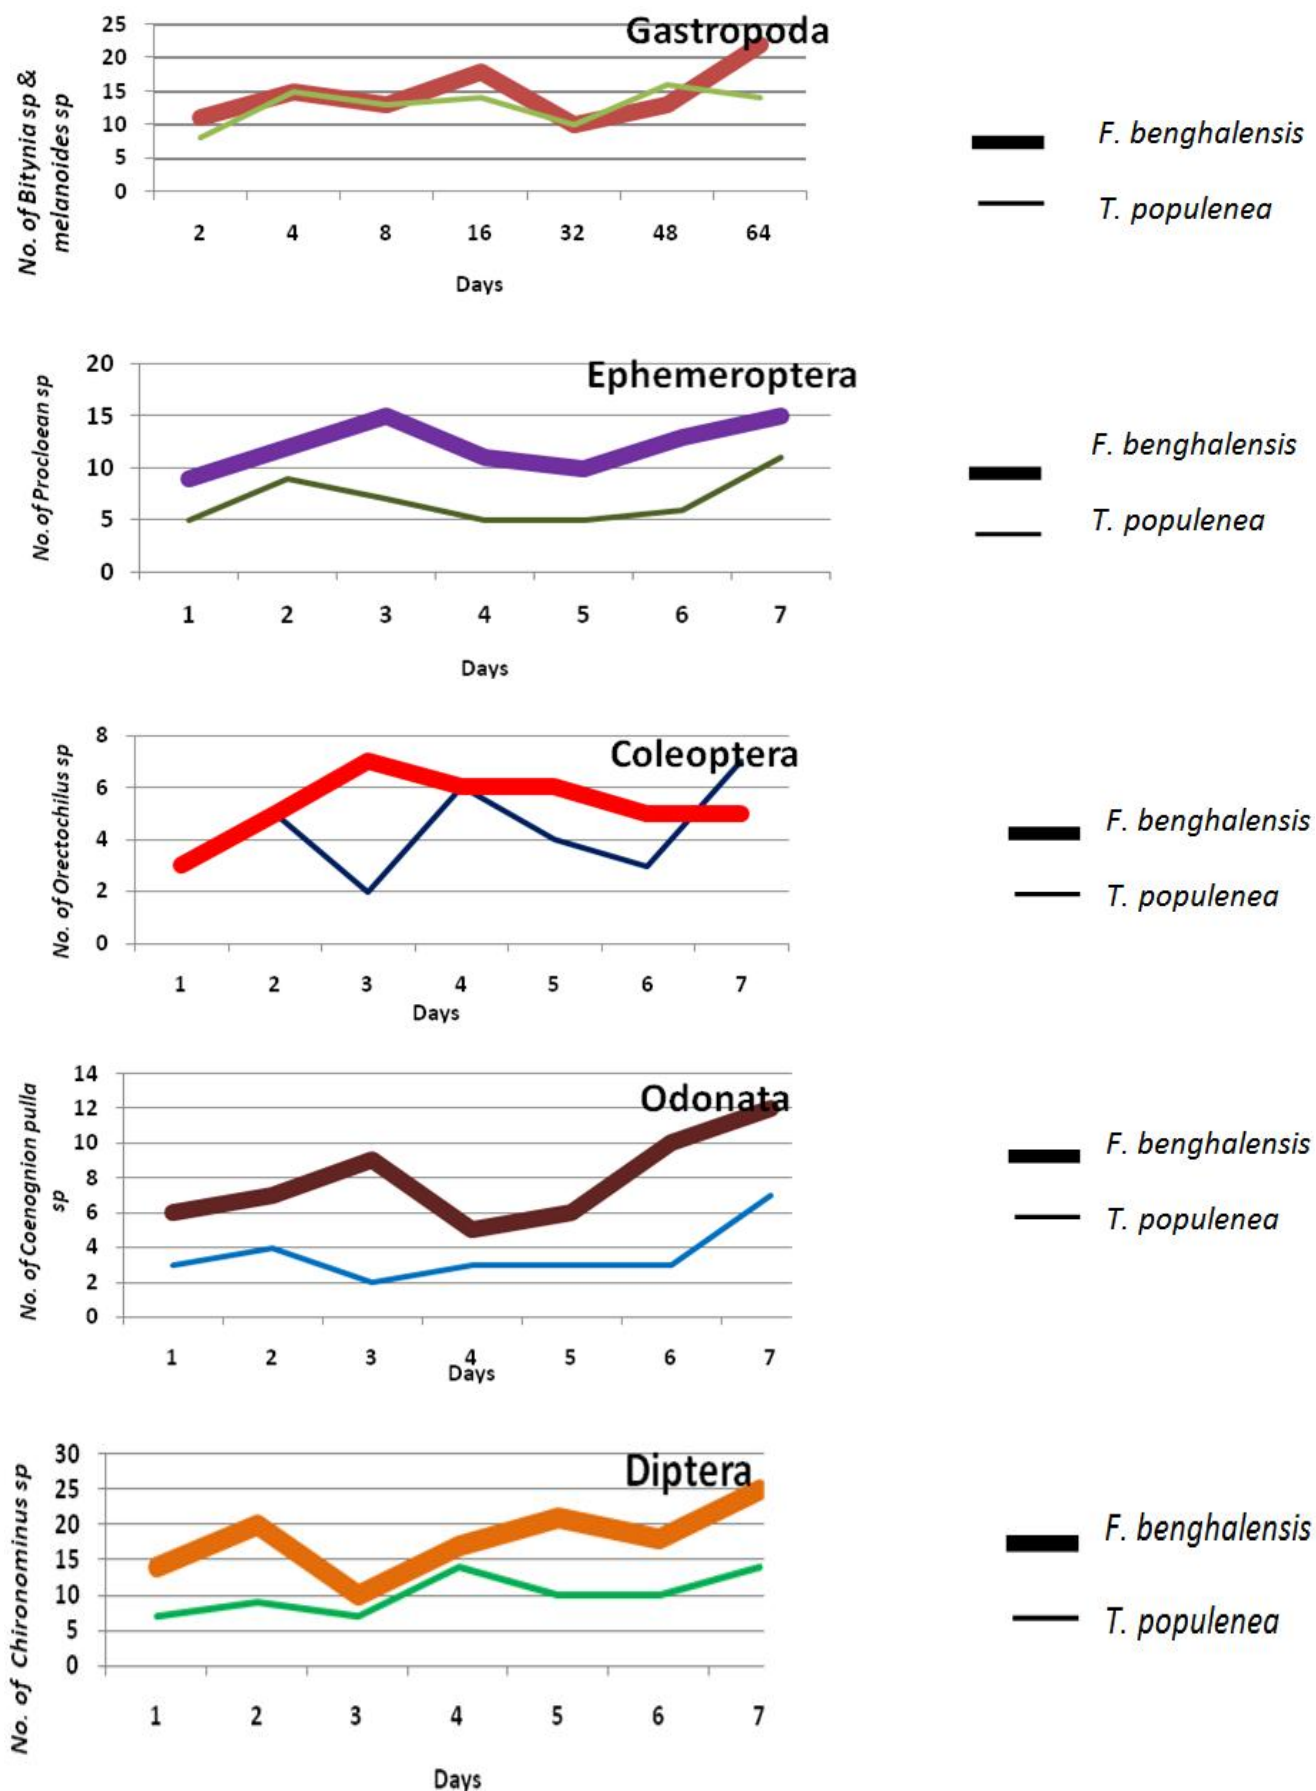 Gastropoda
No. of Bitynia sp &
melanoides sp
25
20
15
10
5
0
2 4 8 16 32 48 64
Days
F. benghalensis
T. populenea
Ephemeroptera
No. of Procloean sp
20
15
10
5
0
1 2 3 4 5 6 7
Days
F. benghalensis
T. populenea
Coleoptera
No. of Orectochilus sp
8
6
4
2
0
1 2 3 4 5 6 7
Days
F. benghalensis
T. populenea
Odonata
No. of Coenognion pulla
sp
14
12
10
8
6
4
2
0
1 2 3 4 5 6 7
Days
F. benghalensis
T. populenea
Diptera
No. of Chironominus sp
30
25
20
15
10
5
0
1 2 3 4 5 6 7
Days
F. benghalensis
T. populenea